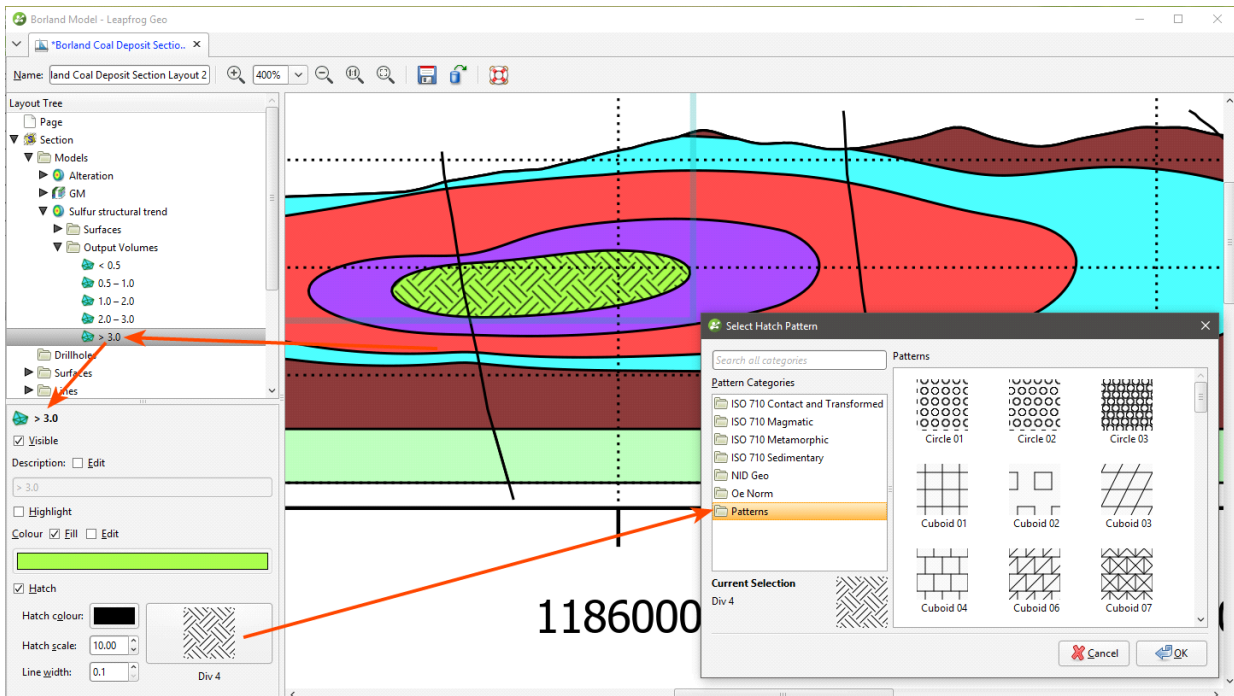 Borland Model - Leapfrog Geo
*Borland Coal Deposit Sectio..
Name: land Coal Deposit Section Layout 2
400%
Layout Tree
Page
Section
Models
Alteration
GM
Sulfur structural trend
Surfaces
Output Volumes
< 0.5
0.5 – 1.0
1.0 – 2.0
2.0 – 3.0
> 3.0
Drillholes
Surfaces
Lines
> 3.0
Visible
Description: Edit
> 3.0
Highlight
Colour Fill Edit
Hatch
Hatch colour:
Hatch scale: 10.00
Line width: 0.1
Div 4
1186000
Select Hatch Pattern
Search all categories
Pattern Categories
ISO 710 Contact and Transformed
ISO 710 Magmatic
ISO 710 Metamorphic
ISO 710 Sedimentary
NID Geo
Oe Norm
Patterns
Current Selection
Div 4
Patterns
Circle 01 Circle 02 Circle 03
Cuboid 01 Cuboid 02 Cuboid 03
Cuboid 04 Cuboid 06 Cuboid 07
Cancel OK